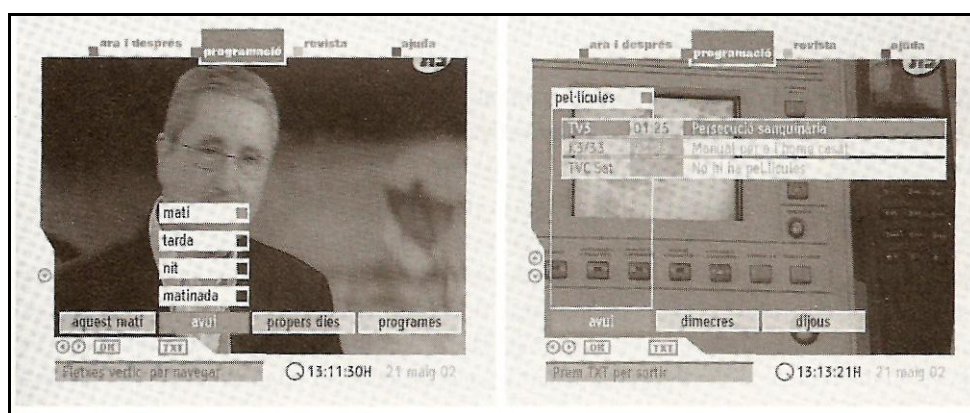 ara i després programació revista ajuda
matí
tarda
nit
matinada
aquest matí avui propers dies programes
OK TXT
Fletxes verdic per navegar 13:11:30H 21 maig 02
ara i després programació revista ajuda
pel·lícules
TV3 01:25 Persecució sanguinària
K3/33 Manual per a l'home casat
TVC Sat No hi ha pel·lícules
avui dimecres dijous
OK TXT
Prem TXT per sortir 13:13:21H 21 maig 02